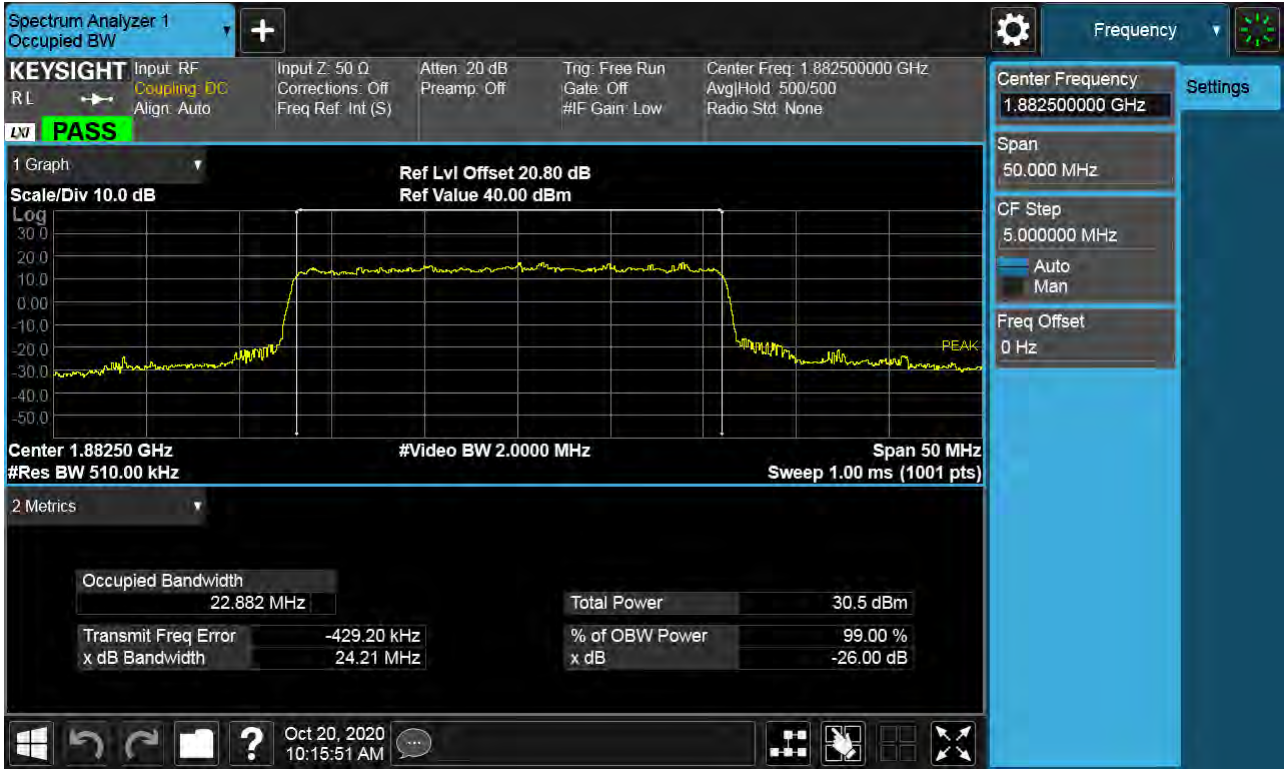 Spectrum Analyzer 1
Occupied BW
Frequency
KEYSIGHT
R L
LXI
PASS
Input: RF
Coupling: DC
Align: Auto
Input Z: 50 Ω
Corrections: Off
Freq Ref: Int (S)
Atten: 20 dB
Preamp: Off
Trig: Free Run
Gate: Off
#IF Gain: Low
Center Freq: 1.882500000 GHz
Avg|Hold: 500/500
Radio Std: None
Center Frequency
1.882500000 GHz
Settings
Span
50.000 MHz
CF Step
5.000000 MHz
Auto
Man
Freq Offset
0 Hz
1 Graph
Scale/Div 10.0 dB
Ref Lvl Offset 20.80 dB
Ref Value 40.00 dBm
Log
30.0
20.0
10.0
0.00
-10.0
-20.0
-30.0
-40.0
-50.0
PEAK
Center 1.88250 GHz
#Video BW 2.0000 MHz
Span 50 MHz
#Res BW 510.00 kHz
Sweep 1.00 ms (1001 pts)
2 Metrics
Occupied Bandwidth
22.882 MHz
Total Power 30.5 dBm
Transmit Freq Error -429.20 kHz
% of OBW Power 99.00 %
x dB Bandwidth 24.21 MHz
x dB -26.00 dB
Oct 20, 2020
10:15:51 AM